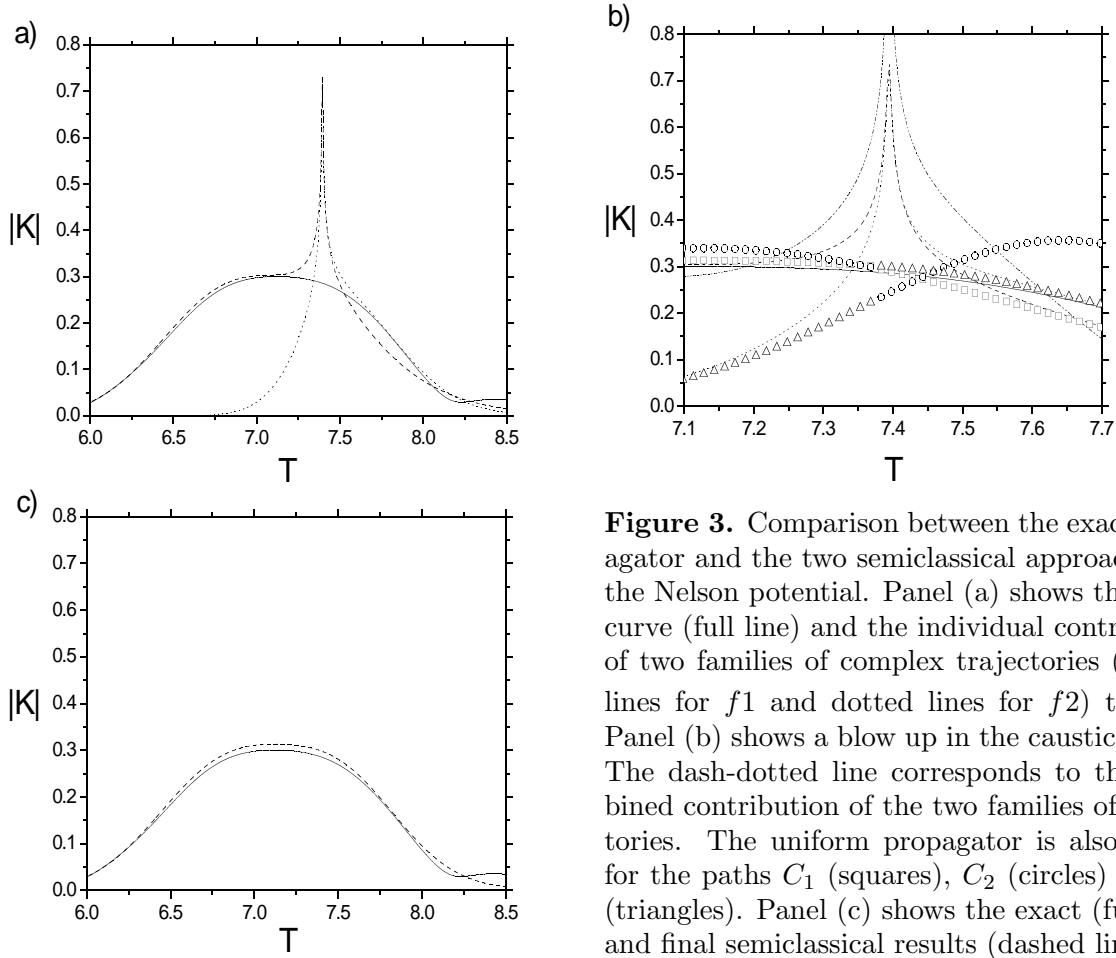 a)
0.8
0.7
0.6
0.5
0.4
0.3
0.2
0.1
0.0
|K|
6.0 6.5 7.0 7.5 8.0 8.5
T
b)
0.8
0.7
0.6
0.5
0.4
0.3
0.2
0.1
0.0
|K|
7.1 7.2 7.3 7.4 7.5 7.6 7.7
T
c)
0.8
0.7
0.6
0.5
0.4
0.3
0.2
0.1
0.0
|K|
6.0 6.5 7.0 7.5 8.0 8.5
T
Figure 3. Comparison between the exac
agator and the two semiclassical approac
the Nelson potential. Panel (a) shows th
curve (full line) and the individual contr
of two families of complex trajectories (
lines for f1 and dotted lines for f2) t
Panel (b) shows a blow up in the caustic
The dash-dotted line corresponds to th
bined contribution of the two families of
tories. The uniform propagator is also
for the paths C1 (squares), C2 (circles)
(triangles). Panel (c) shows the exact (fu
and final semiclassical results (dashed lin